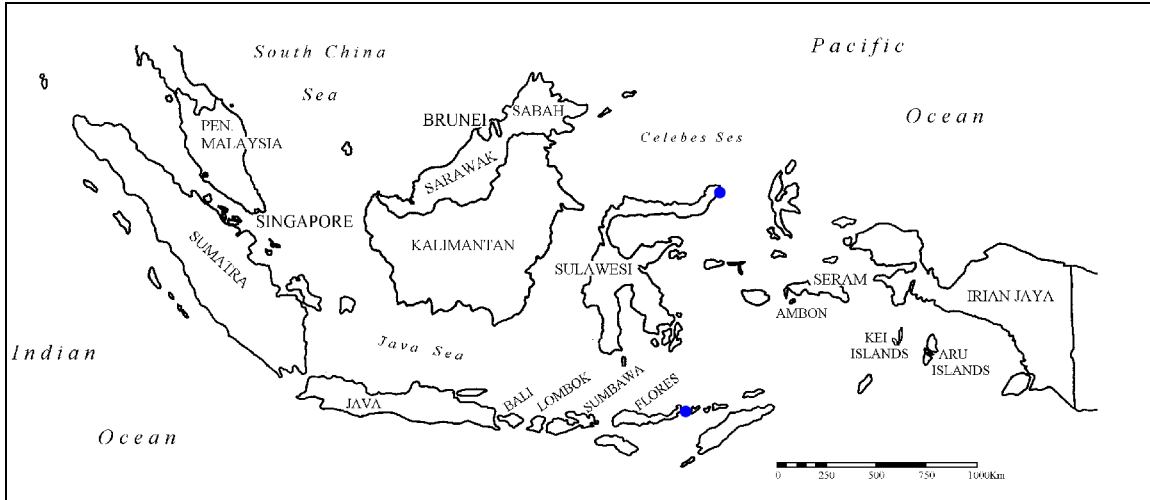 South China
Sea
Pacific
Ocean
PEN.
MALAYSIA
BRUNEI
SABAH
Celebes Ses
SARAWAK
SINGAPORE
SUMATRA
KALIMANTAN
SULAWESI
SERAM
AMBON
IRIAN JAYA
KEI
ISLANDS
ARU
ISLANDS
Indian
Ocean
Java Sea
JAVA
BALI
LOMBOK
SUMBAWA
FLORES
0 250 500 750 1000Km